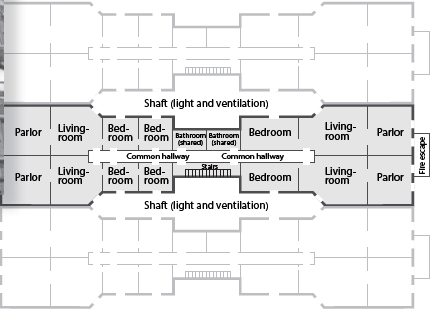 Shaft (light and ventilation)
Parlor
Living-
room
Bed-
room
Bed-
room
Bathroom
(shared)
Bathroom
(shared)
Bedroom
Living-
room
Parlor
Common hallway
Common hallway
Stairs
Parlor
Living-
room
Bed-
room
Bed-
room
Bedroom
Living-
room
Parlor
Fire escape
Shaft (light and ventilation)